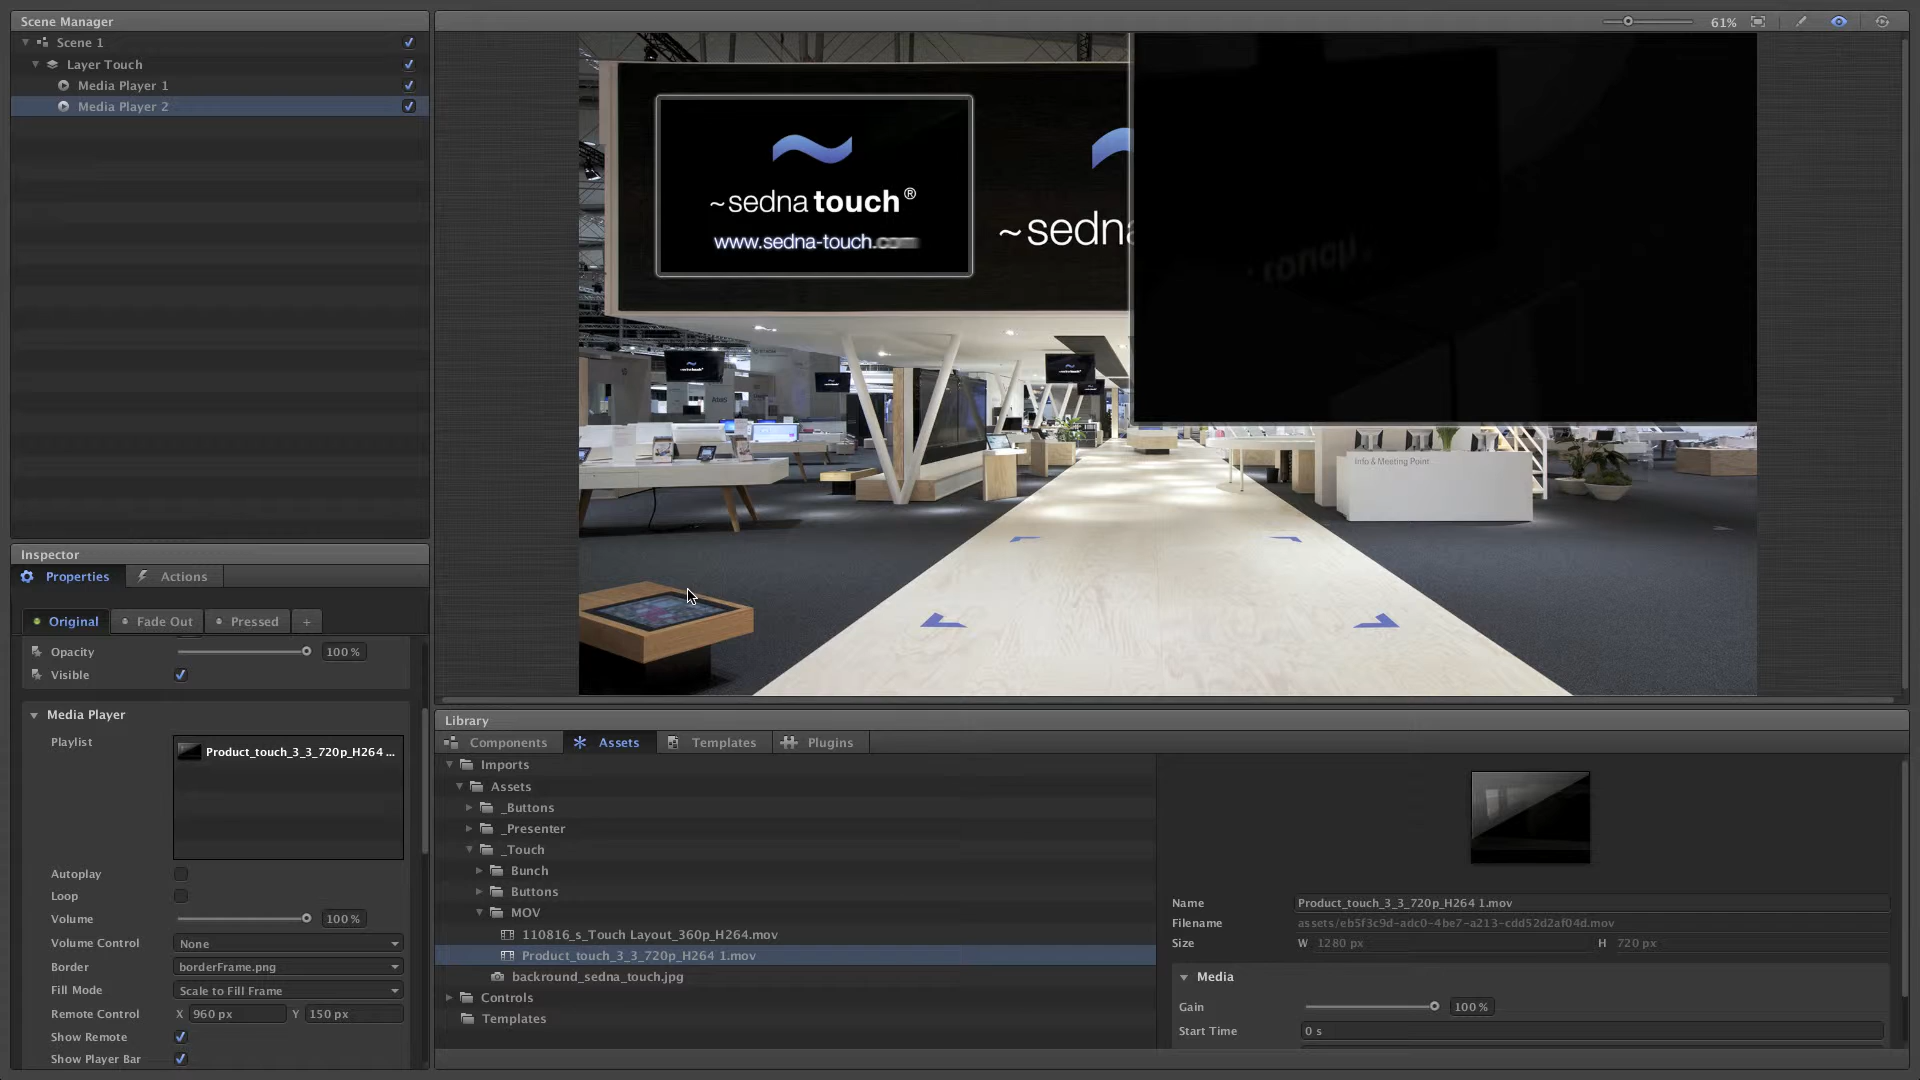 Scene Manager
Scene 1
Layer Touch
Media Player 1
Media Player 2
61%
~sedna touch®
www.sedna-touch.com
~sedna
Info & Meeting Point
Inspector
Properties
Actions
Original
Fade Out
Pressed
+
Opacity
100 %
Visible
Media Player
Playlist
Product_touch_3_3_720p_H264 ...
Autoplay
Loop
Volume
100 %
Volume Control
None
Border
borderFrame.png
Fill Mode
Scale to Fill Frame
Remote Control X 960 px Y 150 px
Show Remote
Show Player Bar
Library
Components
Assets
Templates
Plugins
Imports
Assets
_Buttons
_Presenter
_Touch
Bunch
Buttons
MOV
110816_s_Touch Layout_360p_H264.mov
Product_touch_3_3_720p_H264 1.mov
backround_sedna_touch.jpg
Controls
Templates
Name Product_touch_3_3_720p_H264 1.mov
Filename assets/eb5f3c9d-adc0-4be7-a213-cdd52d2af04d.mov
Size W 1280 px H 720 px
Media
Gain 100 %
Start Time 0 s